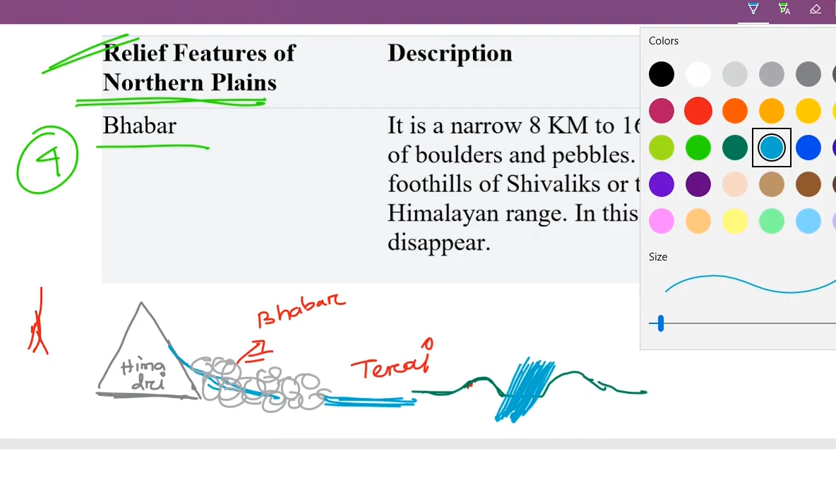 Colors
Relief Features of
Northern Plains
Description
Bhabar
It is a narrow 8 KM to 16
of boulders and pebbles.
foothills of Shivaliks or t
Himalayan range. In this
disappear.
4
Size
Bhabar
Terai
Hima
dri